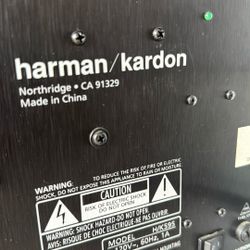 harman/kardon
Northridge • CA 91329
Made in China
WARNING: TO REDUCE THE RISK OF FIRE OR ELECTRIC
SHOCK, DO NOT EXPOSE THIS APPLIANCE TO RAIN OR MOISTURE.
CAUTION
RISK OF ELECTRIC SHOCK
DO NOT OPEN
WARNING: SHOCK HAZARD-DO NOT OPEN.
AVIS: RISQUE DE CHOC ELECTRIQUE-NE PAS OUVRIR.
MODEL
120V~, 60Hz,